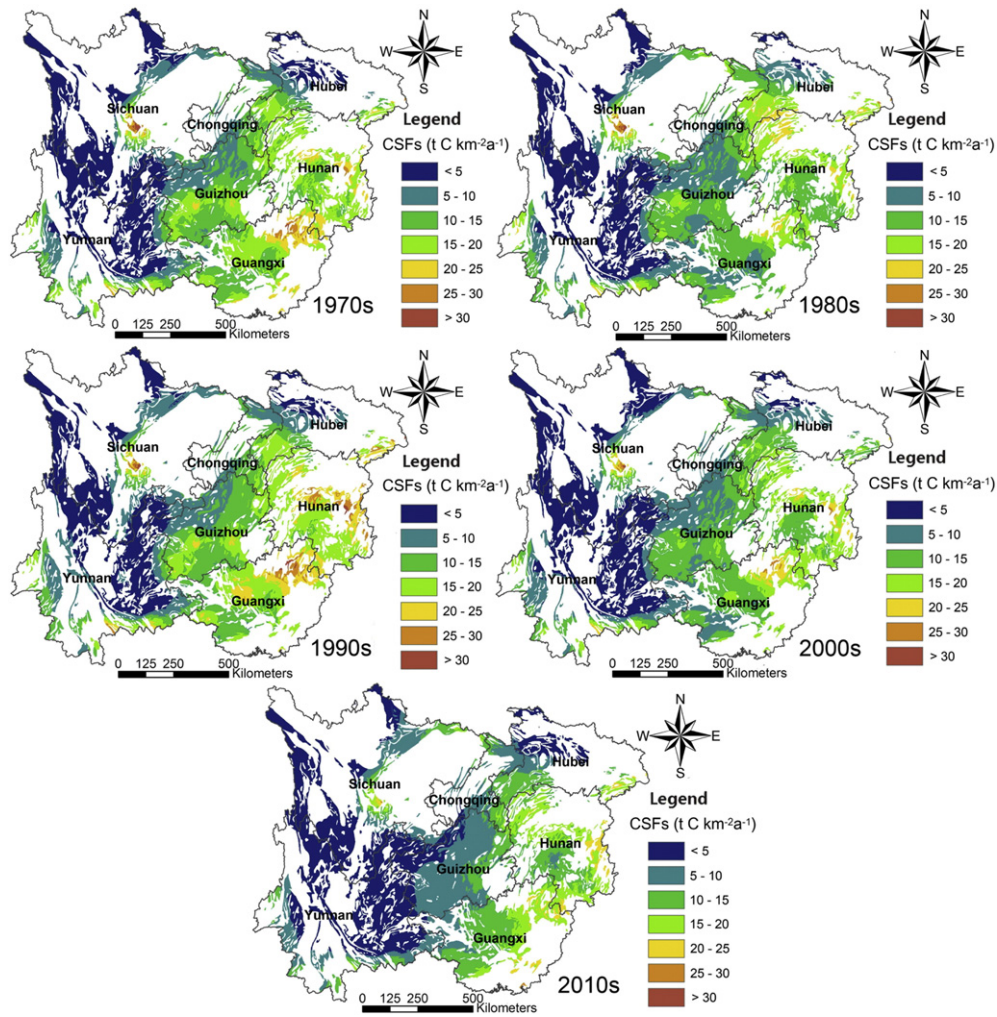 N
W E
S
Sichuan
Hubei
Chongqing
Hunan
Guizhou
Yunnan
Guangxi
Legend
CSFs (t C km-2a-1)
< 5
5 - 10
10 - 15
15 - 20
20 - 25
25 - 30
> 30
1970s
0 125 250 500
Kilometers
N
W E
S
Sichuan
Hubei
Chongqing
Hunan
Guizhou
Yunnan
Guangxi
Legend
CSFs (t C km-2a-1)
< 5
5 - 10
10 - 15
15 - 20
20 - 25
25 - 30
> 30
1980s
0 125 250 500
Kilometers
N
W E
S
Sichuan
Hubei
Chongqing
Hunan
Guizhou
Yunnan
Guangxi
Legend
CSFs (t C km-2a-1)
< 5
5 - 10
10 - 15
15 - 20
20 - 25
25 - 30
> 30
1990s
0 125 250 500
Kilometers
N
W E
S
Sichuan
Hubei
Chongqing
Hunan
Guizhou
Yunnan
Guangxi
Legend
CSFs (t C km-2a-1)
< 5
5 - 10
10 - 15
15 - 20
20 - 25
25 - 30
> 30
2000s
0 125 250 500
Kilometers
N
W E
S
Sichuan
Hubei
Chongqing
Hunan
Guizhou
Yunnan
Guangxi
Legend
CSFs (t C km-2a-1)
< 5
5 - 10
10 - 15
15 - 20
20 - 25
25 - 30
> 30
2010s
0 125 250 500
Kilometers